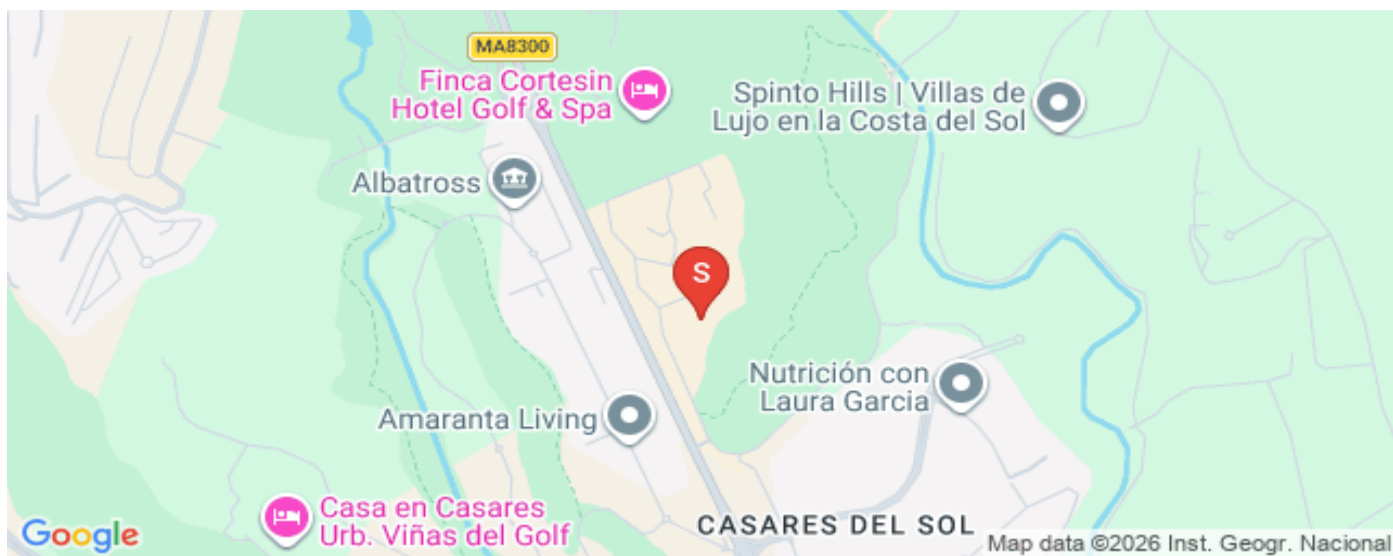 MA8300
Finca Cortesin
Hotel Golf & Spa
Spinto Hills | Villas de
Lujo en la Costa del Sol
Albatross
S
Nutrición con
Laura Garcia
Amaranta Living
Casa en Casares
Urb. Viñas del Golf
CASARES DEL SOL
Google
Map data ©2026 Inst. Geogr. Nacional